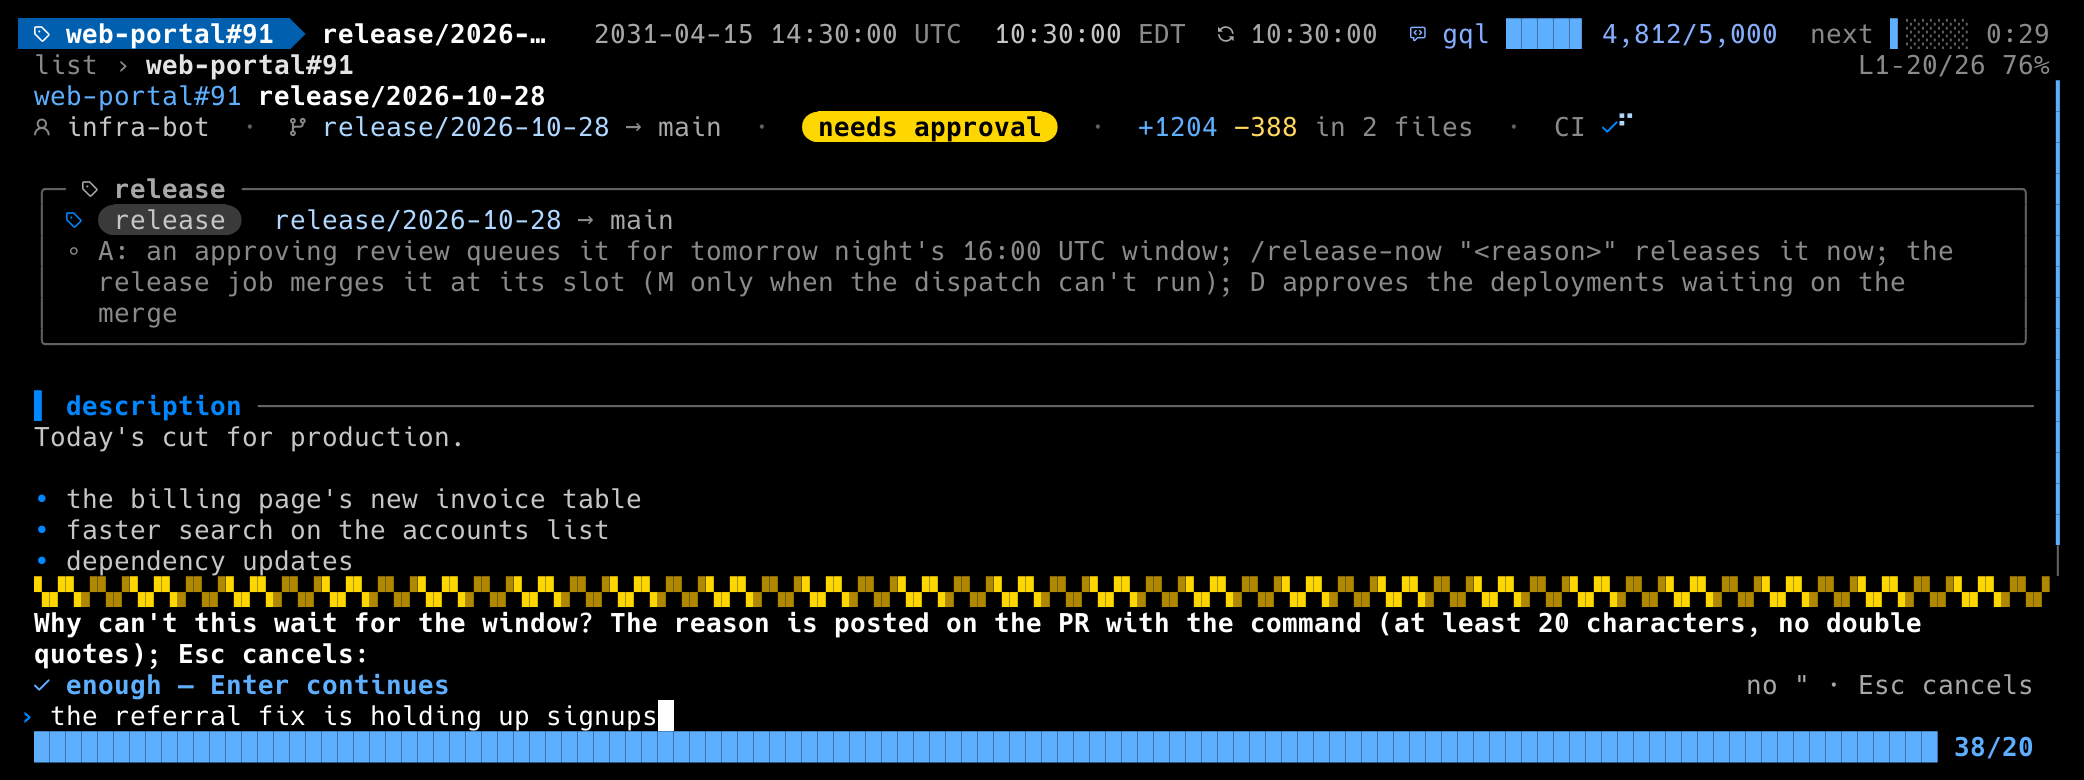 web-portal#91 release/2026-… 2031-04-15 14:30:00 UTC 10:30:00 EDT 10:30:00 gql 4,812/5,000 next 0:29
list › web-portal#91 L1-20/26 76%
web-portal#91 release/2026-10-28
infra-bot · release/2026-10-28 → main · needs approval · +1204 −388 in 2 files · CI ✓
release
release release/2026-10-28 → main
◦ A: an approving review queues it for tomorrow night's 16:00 UTC window; /release-now "<reason>" releases it now; the
release job merges it at its slot (M only when the dispatch can't run); D approves the deployments waiting on the
merge
description
Today's cut for production.
• the billing page's new invoice table
• faster search on the accounts list
• dependency updates
Why can't this wait for the window? The reason is posted on the PR with the command (at least 20 characters, no double
quotes); Esc cancels:
✓ enough — Enter continues no " · Esc cancels
› the referral fix is holding up signups
38/20